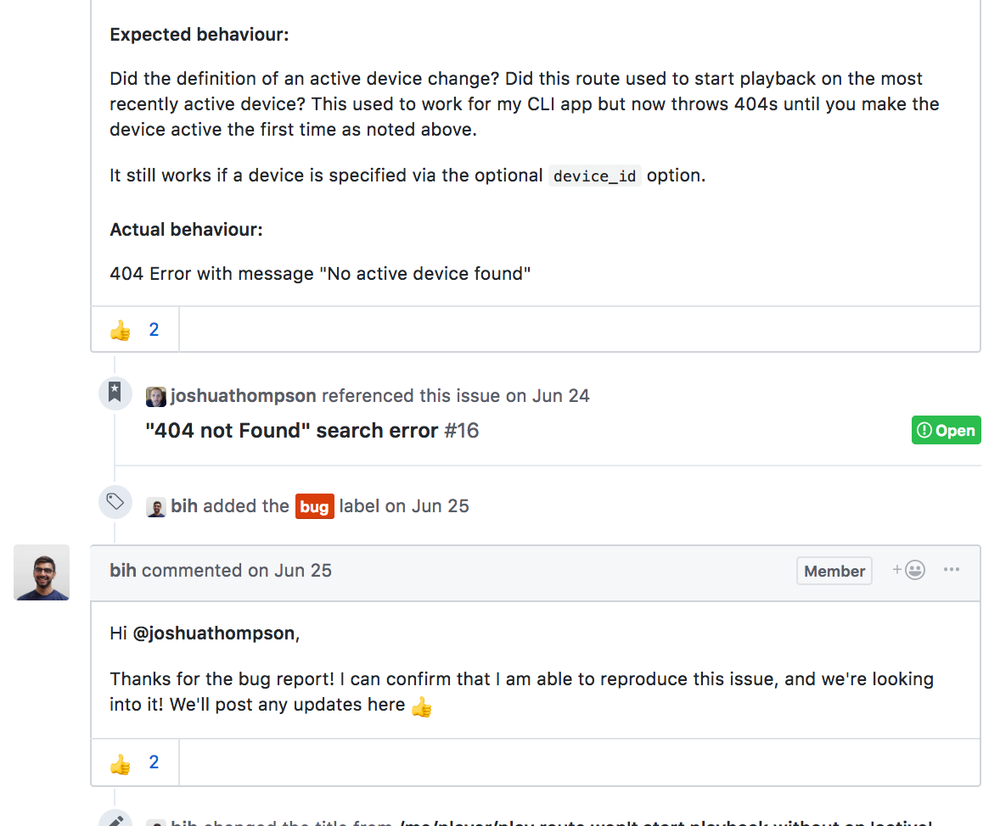 Expected behaviour:
Did the definition of an active device change? Did this route used to start playback on the most
recently active device? This used to work for my CLI app but now throws 404s until you make the
device active the first time as noted above.
It still works if a device is specified via the optional device_id option.
Actual behaviour:
404 Error with message "No active device found"
👍 2
joshuathompson referenced this issue on Jun 24
"404 not Found" search error #16
Open
bih added the bug label on Jun 25
bih commented on Jun 25
Member
Hi @joshuathompson,
Thanks for the bug report! I can confirm that I am able to reproduce this issue, and we're looking
into it! We'll post any updates here 👍
👍 2
bih changed the title from /me/player/play route won't start playback without an